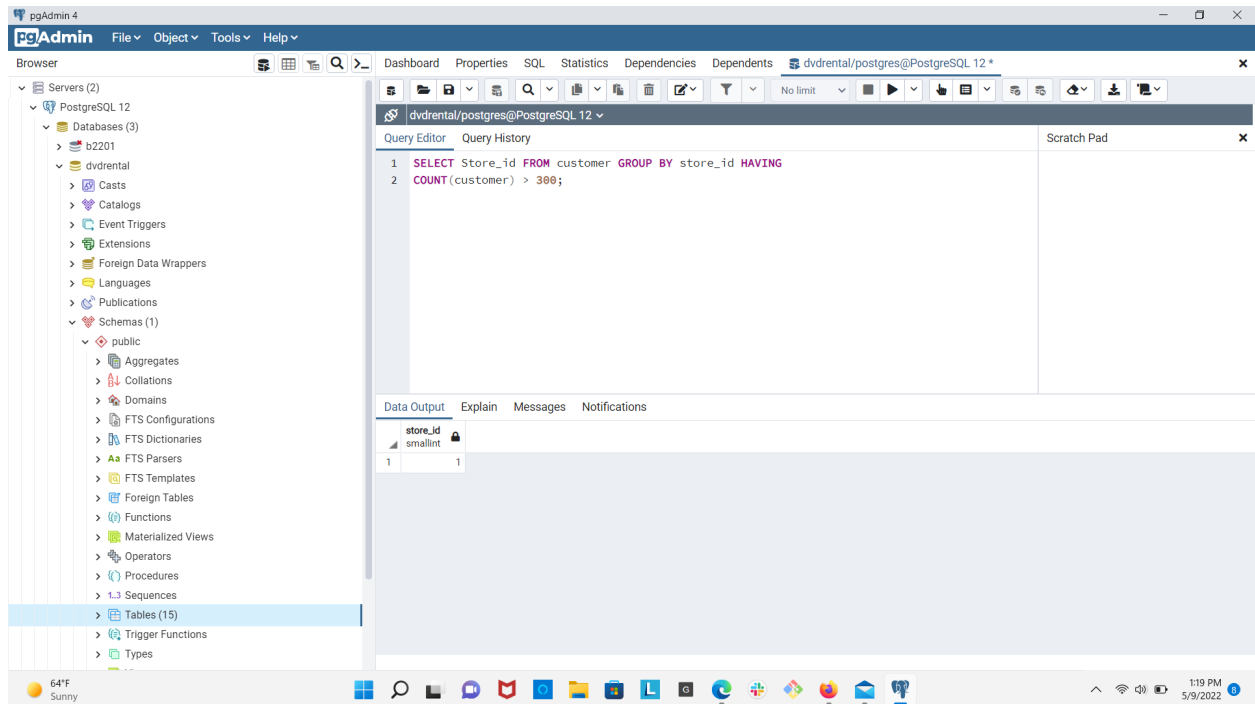 pgAdmin 4
pgAdmin File Object Tools Help
Browser
Servers (2)
PostgreSQL 12
Databases (3)
b2201
dvdrental
Casts
Catalogs
Event Triggers
Extensions
Foreign Data Wrappers
Languages
Publications
Schemas (1)
public
Aggregates
Collations
Domains
FTS Configurations
FTS Dictionaries
Aa FTS Parsers
FTS Templates
Foreign Tables
Functions
Materialized Views
Operators
Procedures
1..3 Sequences
Tables (15)
Trigger Functions
Types
Dashboard Properties SQL Statistics Dependencies Dependents dvdrental/postgres@PostgreSQL 12 *
No limit
dvdrental/postgres@PostgreSQL 12
Query Editor Query History
Scratch Pad
1 SELECT Store_id FROM customer GROUP BY store_id HAVING
2 COUNT(customer) > 300;
Data Output Explain Messages Notifications
store_id
smallint
1 1
64°F
Sunny
L
G
1:19 PM
5/9/2022
8